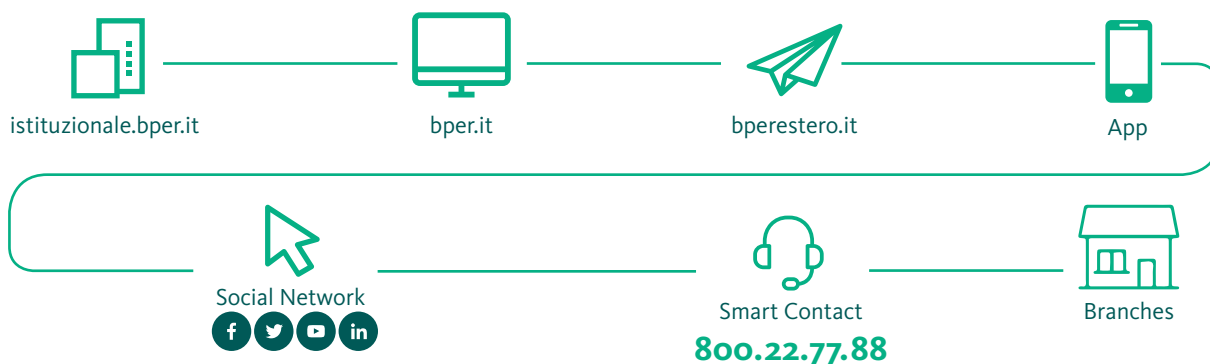 istituzionale.bper.it
bper.it
bperestero.it
App
Social Network
Smart Contact
800.22.77.88
Branches